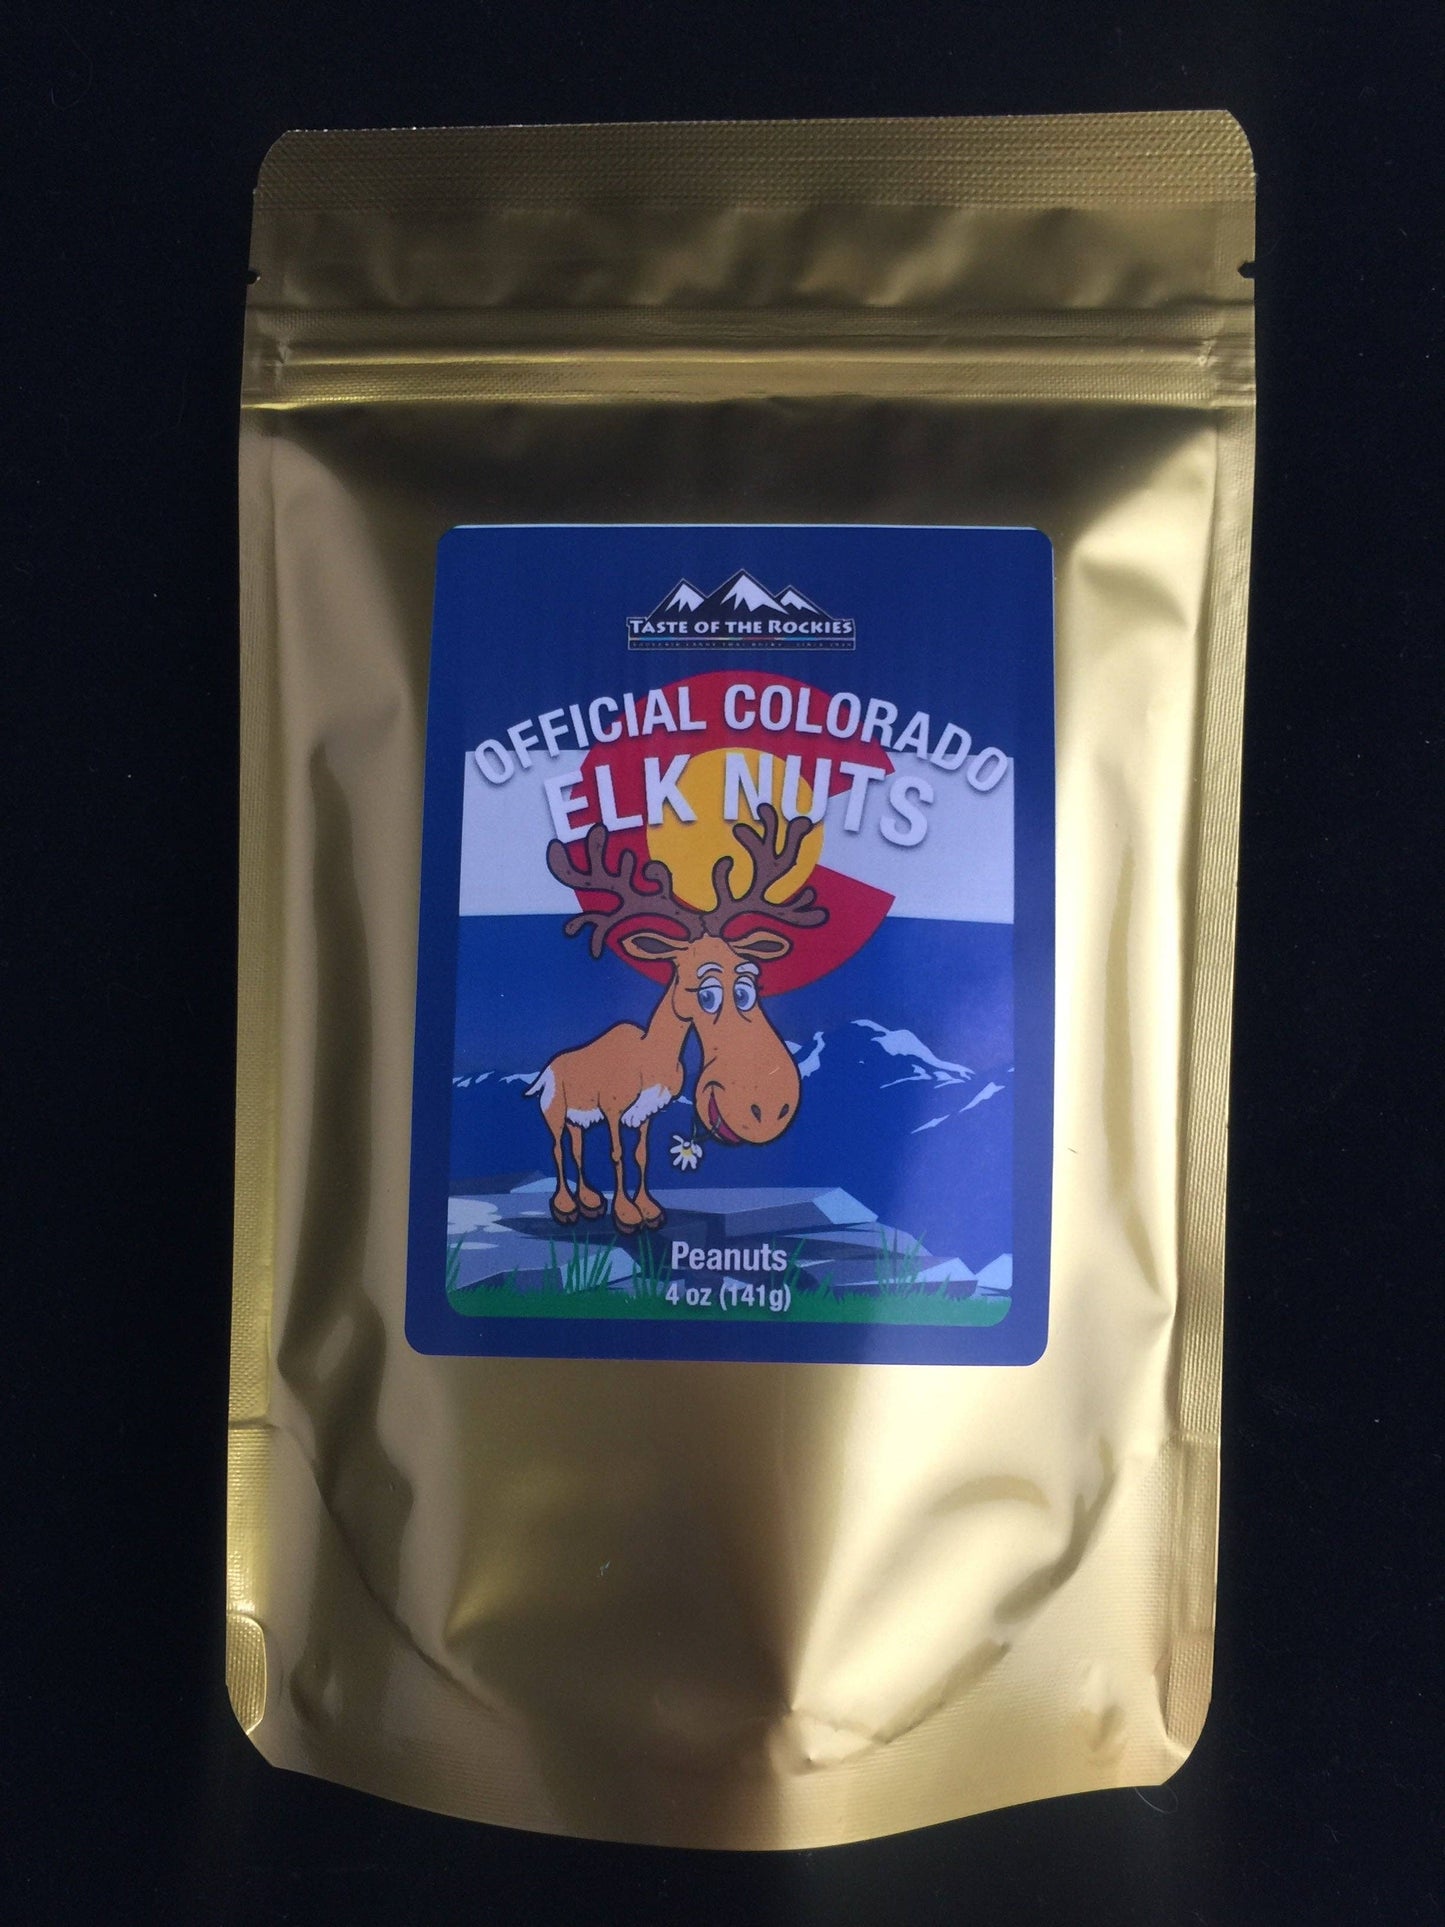 TASTE OF THE ROCKIES
OFFICIAL COLORADO
ELK NUTS
Peanuts
4 oz (141g)